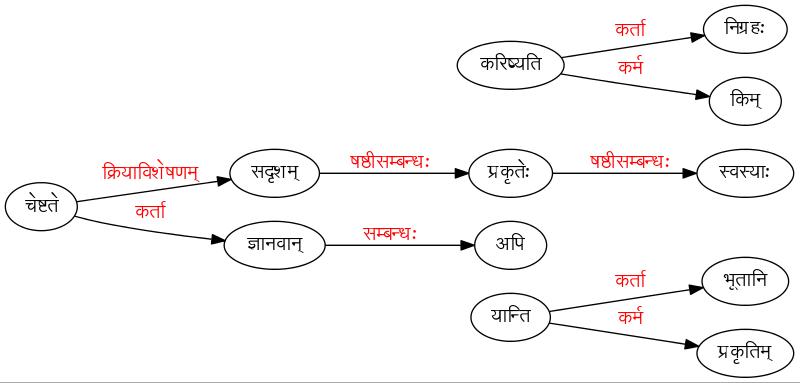 कर्ता
निग्रहः
करिष्यति
कर्म
किम्
क्रियाविशेषणम्
सदृशम्
षष्ठीसम्बन्धः
प्रकृतेः
षष्ठीसम्बन्धः
स्वस्याः
चेष्टते
कर्ता
ज्ञानवान्
सम्बन्धः
अपि
कर्ता
भूतानि
यान्ति
कर्म
प्रकृतिम्